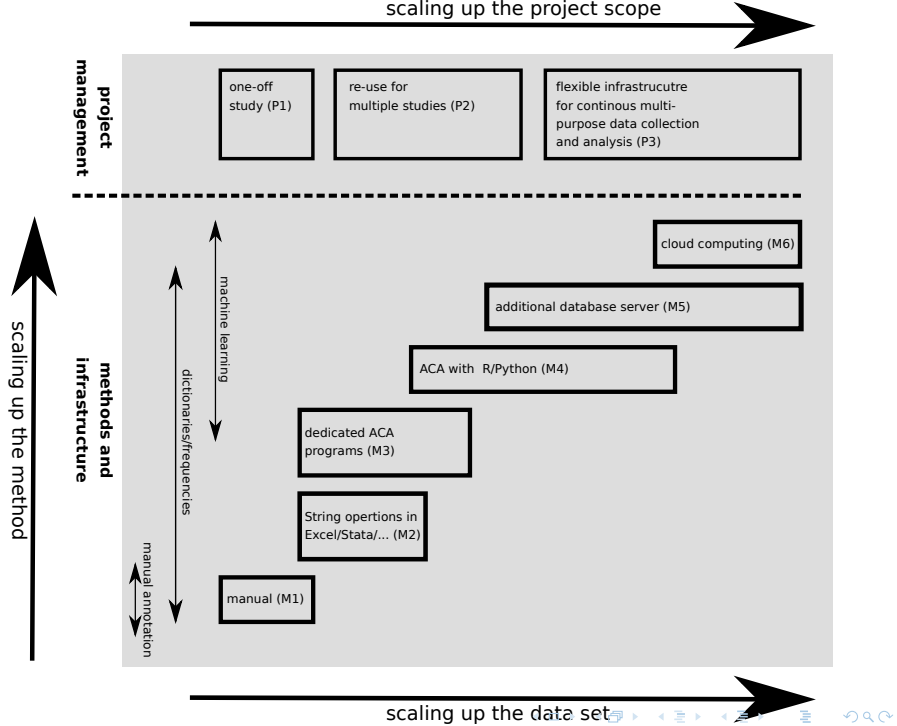 scaling up the project scope
project
management
one-off
study (P1)
re-use for
multiple studies (P2)
flexible infrastrucutre
for continous multi-
purpose data collection
and analysis (P3)
scaling up the method
methods and
infrastructure
machine learning
dictionaries/frequencies
manual annotation
cloud computing (M6)
additional database server (M5)
ACA with R/Python (M4)
dedicated ACA
programs (M3)
String opertions in
Excel/Stata/... (M2)
manual (M1)
scaling up the data set